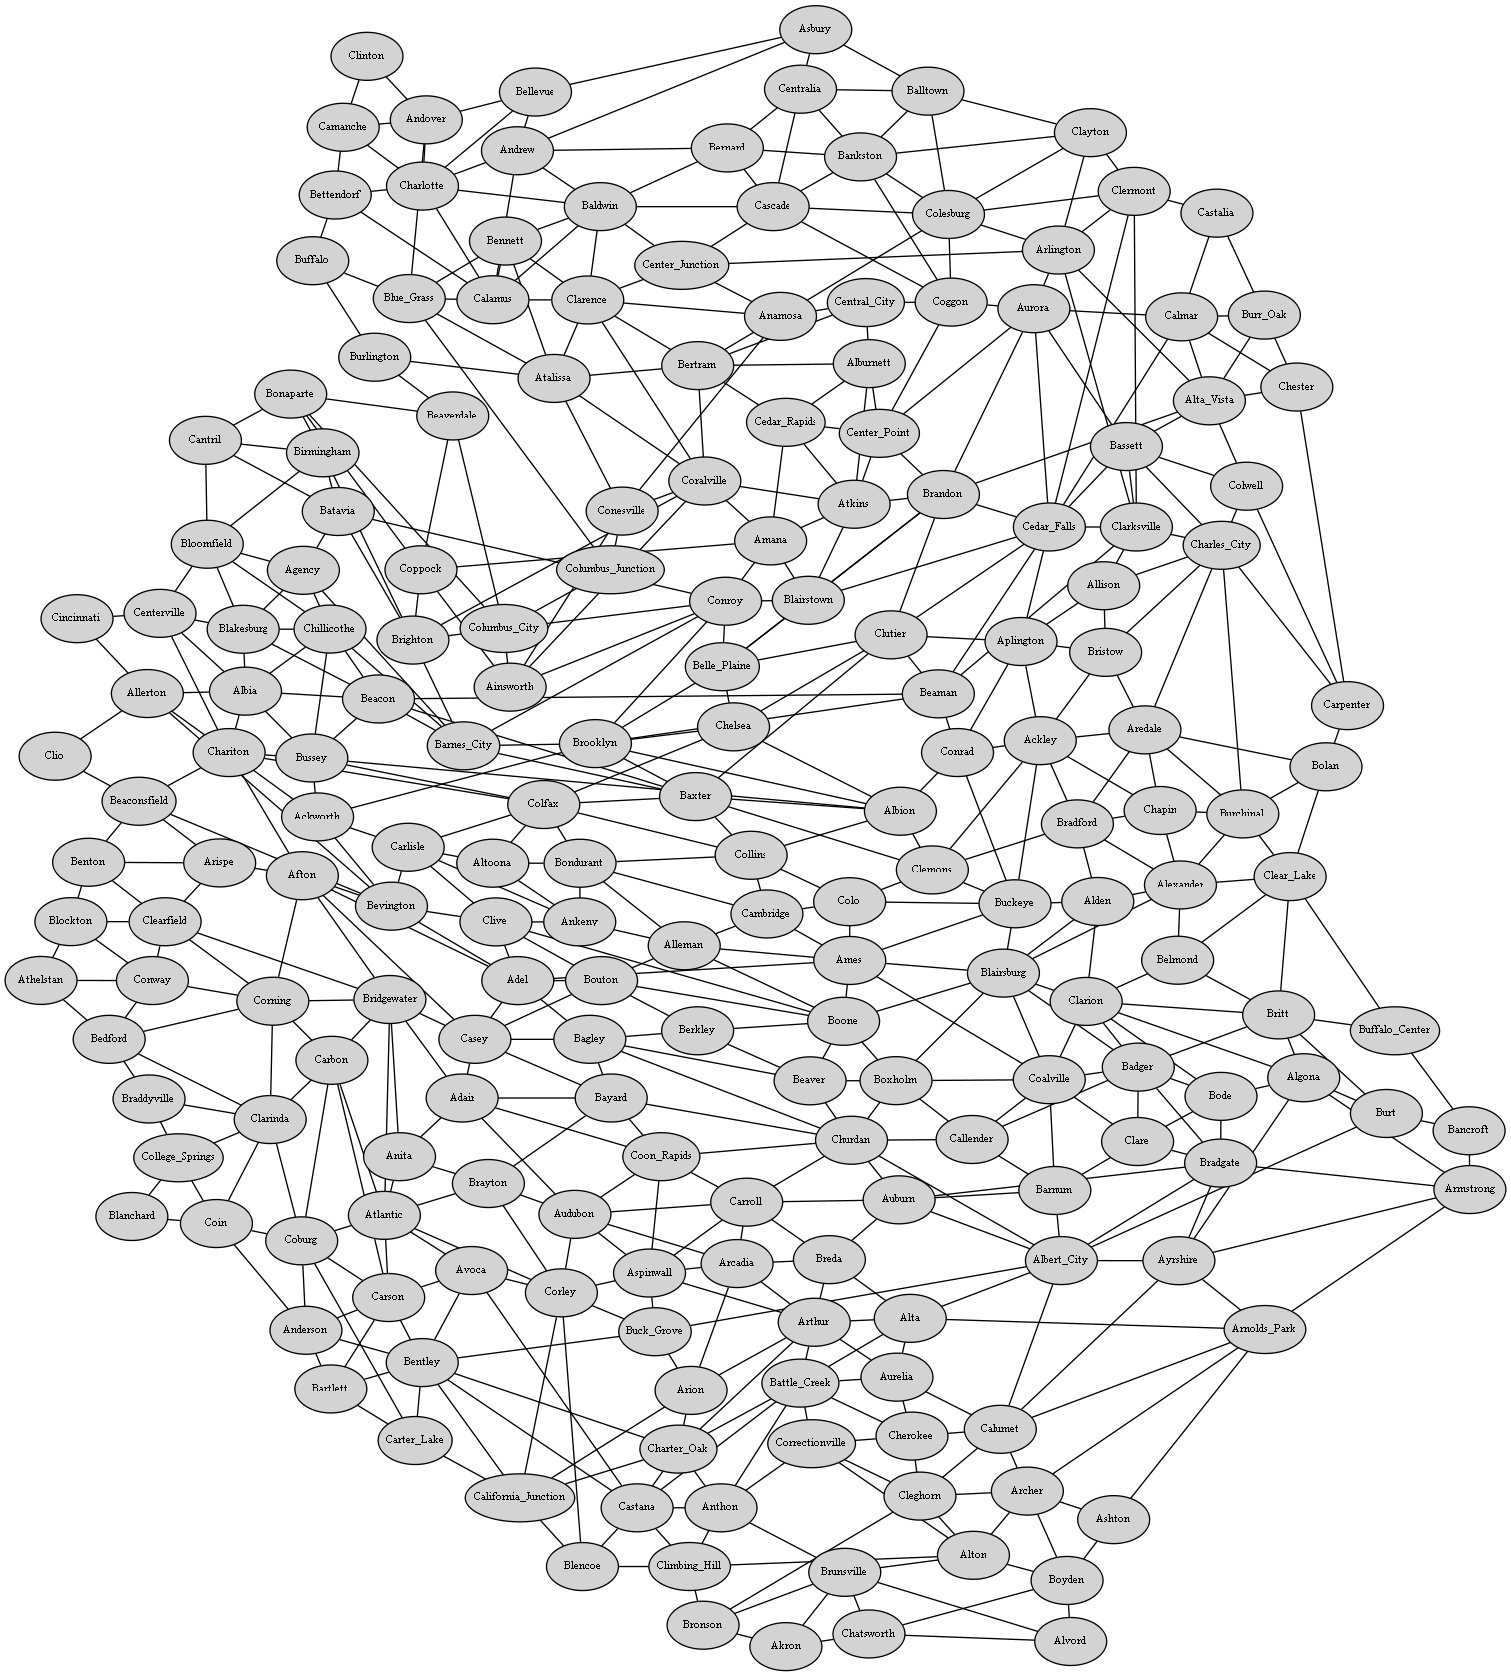 Asbury
Clinton
Bellevue
Centralia
Balltown
Andover
Camanche
Clayton
Andrew
Bernard
Bankston
Charlotte
Bettendorf
Clermont
Baldwin
Cascade
Colesburg
Castalia
Bennett
Arlington
Buffalo
Center_Junction
Blue_Grass
Calamus
Clarence
Anamosa
Central_City
Coggon
Aurora
Calmar
Burr_Oak
Burlington
Atalissa
Bertram
Alburnett
Chester
Bonaparte
Alta_Vista
Beaverdale
Cedar_Rapids
Center_Point
Cantril
Birmingham
Bassett
Coralville
Colwell
Brandon
Atkins
Batavia
Conesville
Cedar_Falls
Clarksville
Bloomfield
Amana
Charles_City
Agency
Coppock
Columbus_Junction
Allison
Conroy
Blairstown
Cincinnati
Centerville
Blakesburg
Chillicothe
Brighton
Columbus_City
Clutier
Aplington
Bristow
Belle_Plaine
Ainsworth
Allerton
Albia
Beacon
Beaman
Carpenter
Chelsea
Aredale
Clio
Chariton
Bussey
Barnes_City
Brooklyn
Conrad
Ackley
Bolan
Beaconsfield
Ackworth
Colfax
Baxter
Albion
Bradford
Chapin
Burchinal
Carlisle
Benton
Arispe
Afton
Altoona
Bondurant
Collins
Clemons
Alexander
Clear_Lake
Blockton
Clearfield
Bevington
Clive
Ankeny
Cambridge
Colo
Buckeye
Alden
Alleman
Athelstan
Conway
Adel
Bouton
Ames
Blairsburg
Belmond
Corning
Bridgewater
Clarion
Britt
Boone
Berkley
Buffalo_Center
Bedford
Casey
Bagley
Carbon
Badger
Algona
Braddyville
Adair
Bayard
Beaver
Boxholm
Coalville
Bode
Burt
Clarinda
Bancroft
Churdan
Callender
Clare
College_Springs
Anita
Coon_Rapids
Bradgate
Brayton
Barnum
Armstrong
Blanchard
Coin
Atlantic
Audubon
Carroll
Auburn
Coburg
Albert_City
Ayrshire
Avoca
Aspinwall
Arcadia
Breda
Carson
Corley
Anderson
Buck_Grove
Arthur
Alta
Arnolds_Park
Bentley
Bartlett
Arion
Battle_Creek
Aurelia
Carter_Lake
Charter_Oak
Correctionville
Cherokee
Calumet
California_Junction
Castana
Anthon
Cleghorn
Archer
Ashton
Blencoe
Climbing_Hill
Brunsville
Alton
Boyden
Bronson
Akron
Chatsworth
Alvord